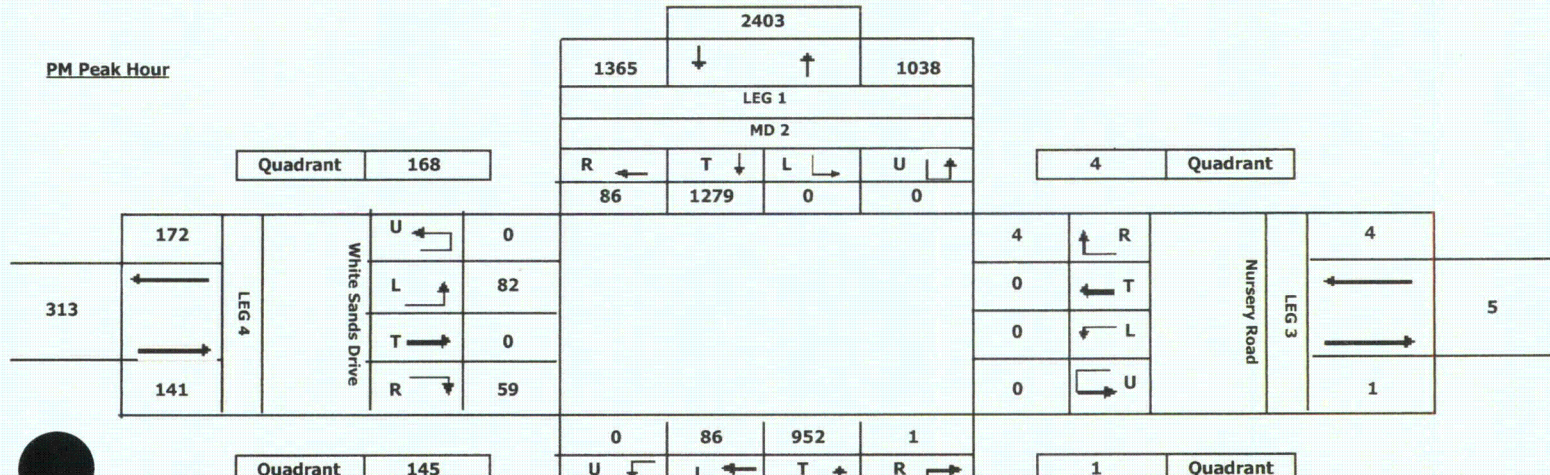 2403
PM Peak Hour
1365 1038
LEG 1
MD 2
Quadrant 168
R T L U
4 Quadrant
86 1279 0 0
172 U 0 4 R 4
White Sands Drive
Nursery Road
LEG 4
LEG 3
L 82 0 T
313 5
T 0 0 L
141 R 59 0 U 1
0 86 952 1
Quadrant 145
U L T R
1 Quadrant